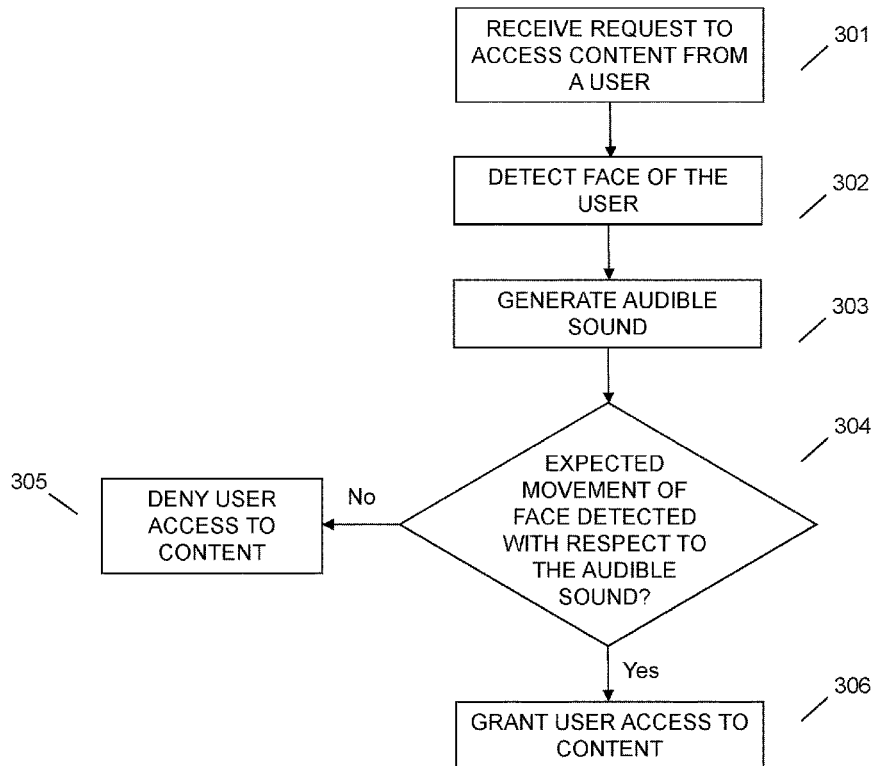 RECEIVE REQUEST TO
ACCESS CONTENT FROM
A USER
301
DETECT FACE OF THE
USER
302
GENERATE AUDIBLE
SOUND
303
EXPECTED
MOVEMENT OF
FACE DETECTED
WITH RESPECT TO
THE AUDIBLE
SOUND?
304
No
DENY USER
ACCESS TO
CONTENT
305
Yes
GRANT USER ACCESS TO
CONTENT
306